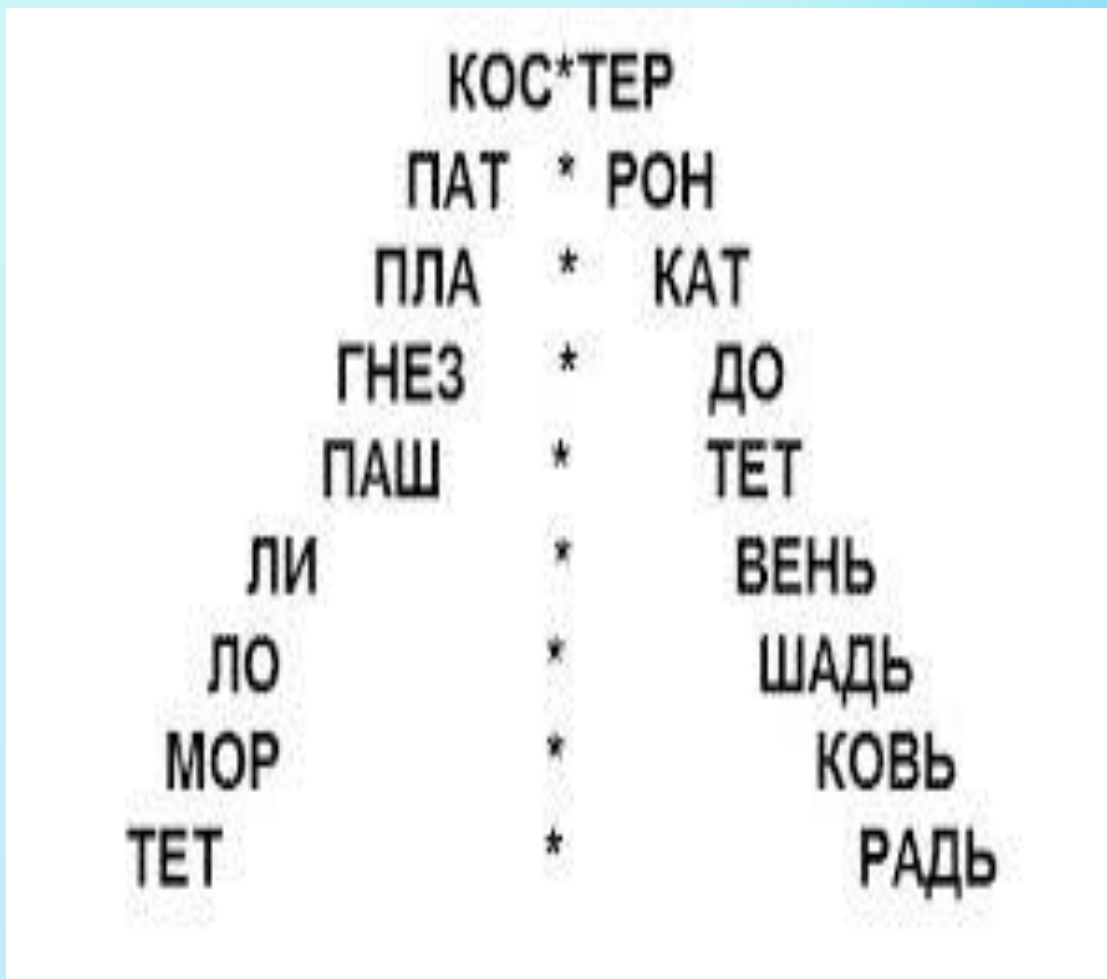 КОС*ТЕР
ПАТ * РОН
ПЛА * КАТ
ГНЕЗ * ДО
ПАШ * ТЕТ
ЛИ * ВЕНЬ
ЛО * ШАДЬ
МОР * КОВЬ
ТЕТ * РАДЬ